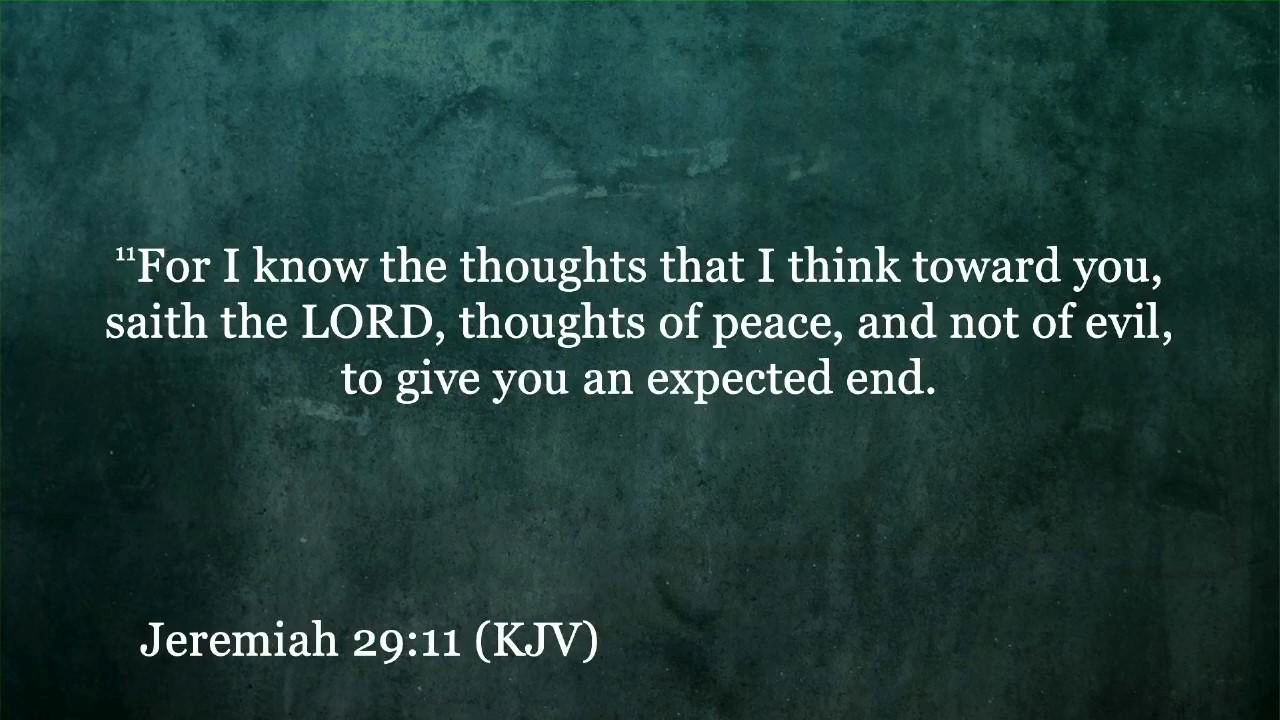 ¹¹For I know the thoughts that I think toward you,
saith the LORD, thoughts of peace, and not of evil,
to give you an expected end.
Jeremiah 29:11 (KJV)